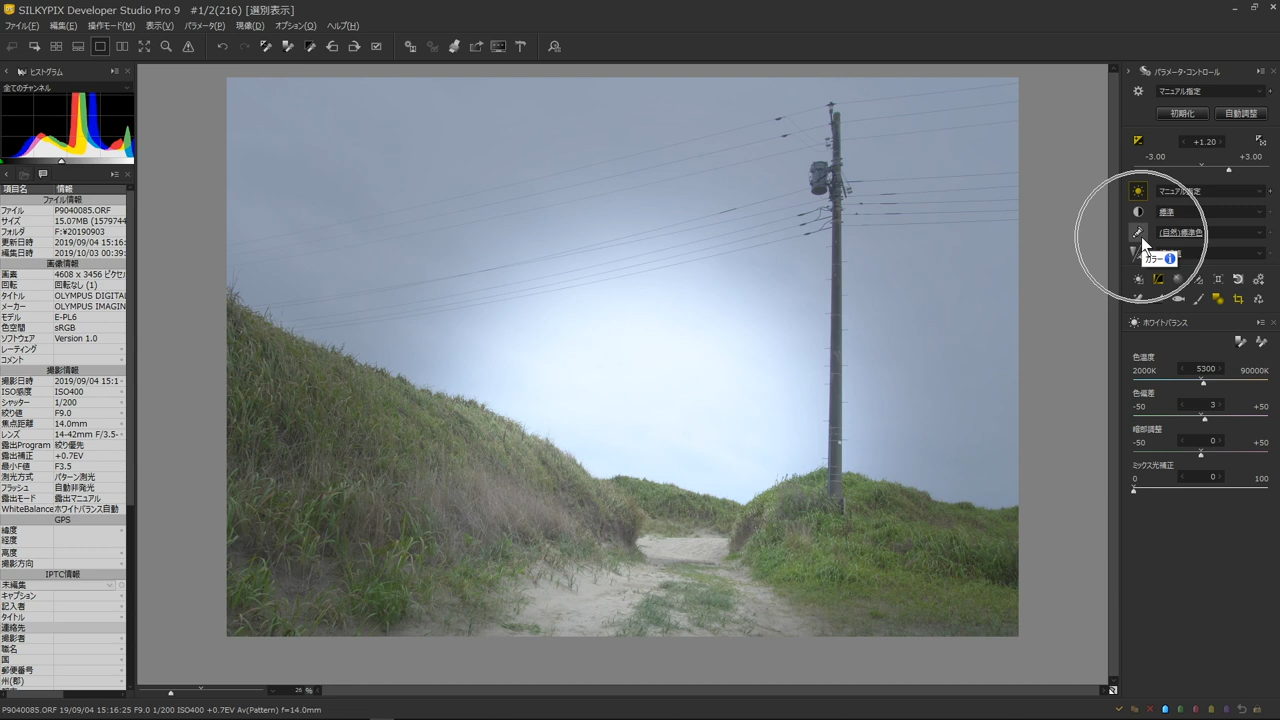 SILKYPIX Developer Studio Pro 9   #1/2(216) [選別表示]
ファイル(F) 編集(E) 操作モード(M) 表示(V) パラメータ(P) 現像(D) オプション(O) ヘルプ(H)
ヒストグラム
全てのチャンネル
項目名 情報
ファイル情報
ファイル P9040085.ORF
サイズ 15.07MB (1579744
フォルダ F:¥20190903
更新日時 2019/09/04 15:16:
編集日時 2019/10/03 00:39:
画像情報
画素 4608 x 3456 ピクセ
回転 回転なし (1)
タイトル OLYMPUS DIGITAL
メーカー OLYMPUS IMAGIN
モデル E-PL6
色空間 sRGB
ソフトウェア Version 1.0
レーティング
コメント
撮影情報
撮影日時 2019/09/04 15:1
ISO感度 ISO400
シャッター 1/200
絞り値 F9.0
焦点距離 14.0mm
レンズ 14-42mm F/3.5-
露出Program 絞り優先
露出補正 +0.7EV
最小F値 F3.5
測光方式 パターン測光
フラッシュ 自動非発光
露出モード 露出マニュアル
WhiteBalance ホワイトバランス自動
GPS
緯度
経度
高度
撮影方向
IPTC情報
未編集
キャプション
記入者
タイトル
連絡先
撮影者
職名
国
郵便番号
州(郡)
26 %
P9040085.ORF 19/09/04 15:16:25 F9.0 1/200 ISO400 +0.7EV Av(Pattern) f=14.0mm
パラメータ・コントロール
マニュアル指定
初期化 自動調整
+1.20
-3.00 +3.00
マニュアル指定
標準
(自然)標準色
カラー
ホワイトバランス
色温度
2000K 5300 90000K
色偏差
-50 3 +50
暗部調整
-50 0 +50
ミックス光補正
0 0 100